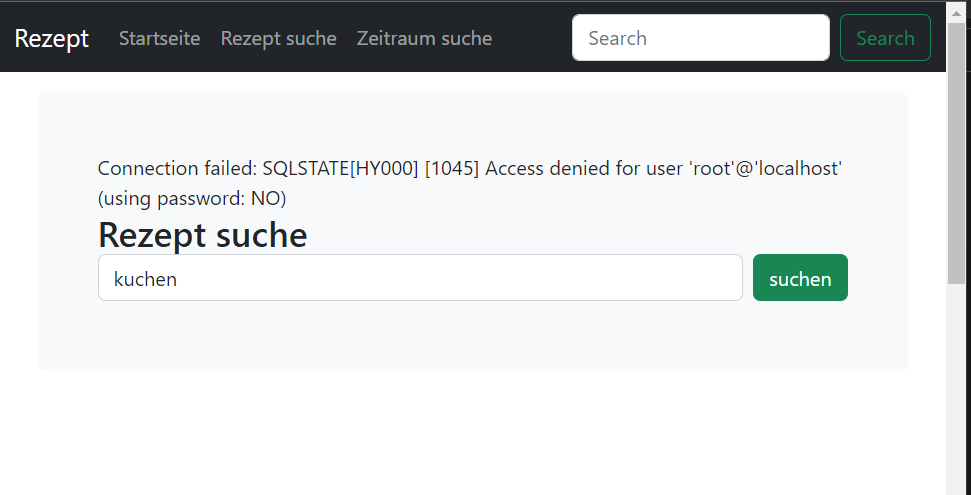 Rezept Startseite Rezept suche Zeitraum suche Search Search
Connection failed: SQLSTATE[HY000] [1045] Access denied for user 'root'@'localhost'
(using password: NO)
Rezept suche
kuchen suchen